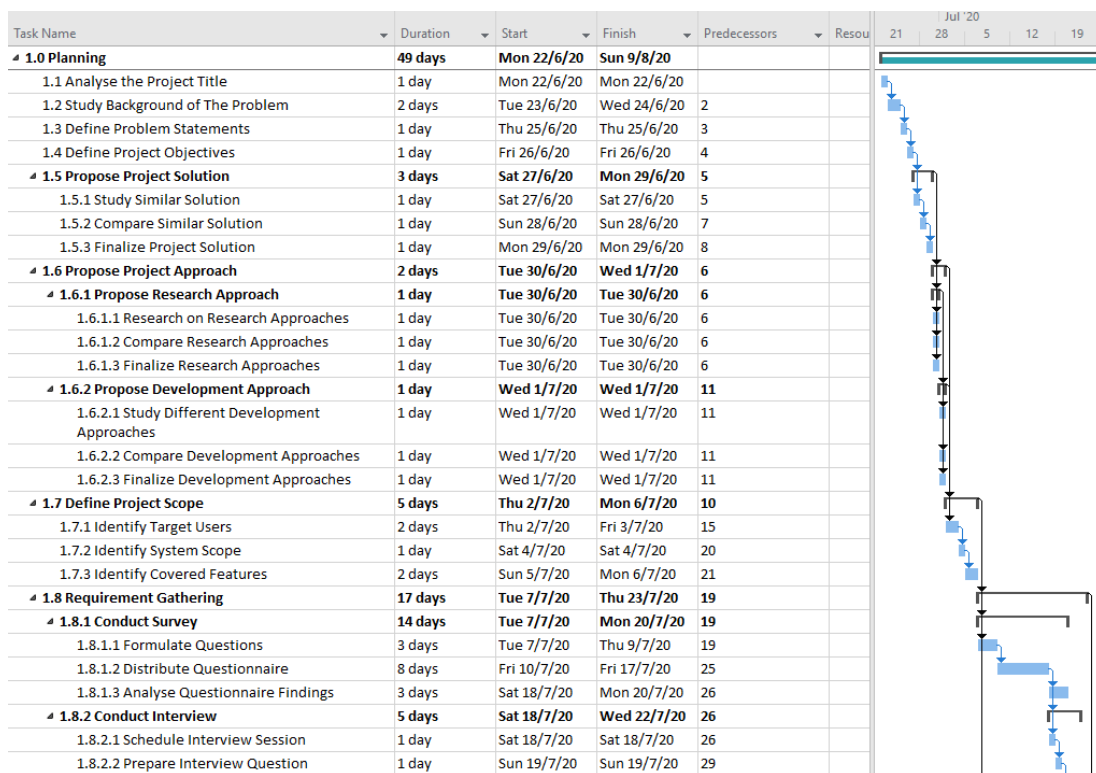 Jul '20
Task Name Duration Start Finish Predecessors Resou 21 28 5 12 19
1.0 Planning 49 days Mon 22/6/20 Sun 9/8/20
1.1 Analyse the Project Title 1 day Mon 22/6/20 Mon 22/6/20
1.2 Study Background of The Problem 2 days Tue 23/6/20 Wed 24/6/20 2
1.3 Define Problem Statements 1 day Thu 25/6/20 Thu 25/6/20 3
1.4 Define Project Objectives 1 day Fri 26/6/20 Fri 26/6/20 4
1.5 Propose Project Solution 3 days Sat 27/6/20 Mon 29/6/20 5
1.5.1 Study Similar Solution 1 day Sat 27/6/20 Sat 27/6/20 5
1.5.2 Compare Similar Solution 1 day Sun 28/6/20 Sun 28/6/20 7
1.5.3 Finalize Project Solution 1 day Mon 29/6/20 Mon 29/6/20 8
1.6 Propose Project Approach 2 days Tue 30/6/20 Wed 1/7/20 6
1.6.1 Propose Research Approach 1 day Tue 30/6/20 Tue 30/6/20 6
1.6.1.1 Research on Research Approaches 1 day Tue 30/6/20 Tue 30/6/20 6
1.6.1.2 Compare Research Approaches 1 day Tue 30/6/20 Tue 30/6/20 6
1.6.1.3 Finalize Research Approaches 1 day Tue 30/6/20 Tue 30/6/20 6
1.6.2 Propose Development Approach 1 day Wed 1/7/20 Wed 1/7/20 11
1.6.2.1 Study Different Development 1 day Wed 1/7/20 Wed 1/7/20 11
Approaches
1.6.2.2 Compare Development Approaches 1 day Wed 1/7/20 Wed 1/7/20 11
1.6.2.3 Finalize Development Approaches 1 day Wed 1/7/20 Wed 1/7/20 11
1.7 Define Project Scope 5 days Thu 2/7/20 Mon 6/7/20 10
1.7.1 Identify Target Users 2 days Thu 2/7/20 Fri 3/7/20 15
1.7.2 Identify System Scope 1 day Sat 4/7/20 Sat 4/7/20 20
1.7.3 Identify Covered Features 2 days Sun 5/7/20 Mon 6/7/20 21
1.8 Requirement Gathering 17 days Tue 7/7/20 Thu 23/7/20 19
1.8.1 Conduct Survey 14 days Tue 7/7/20 Mon 20/7/20 19
1.8.1.1 Formulate Questions 3 days Tue 7/7/20 Thu 9/7/20 19
1.8.1.2 Distribute Questionnaire 8 days Fri 10/7/20 Fri 17/7/20 25
1.8.1.3 Analyse Questionnaire Findings 3 days Sat 18/7/20 Mon 20/7/20 26
1.8.2 Conduct Interview 5 days Sat 18/7/20 Wed 22/7/20 26
1.8.2.1 Schedule Interview Session 1 day Sat 18/7/20 Sat 18/7/20 26
1.8.2.2 Prepare Interview Question 1 day Sun 19/7/20 Sun 19/7/20 29